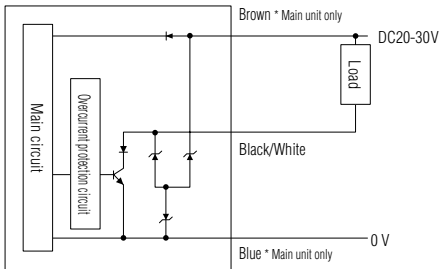 Brown * Main unit only
DC20-30V
Load
Main circuit
Overcurrent protection circuit
Black/White
0 V
Blue * Main unit only